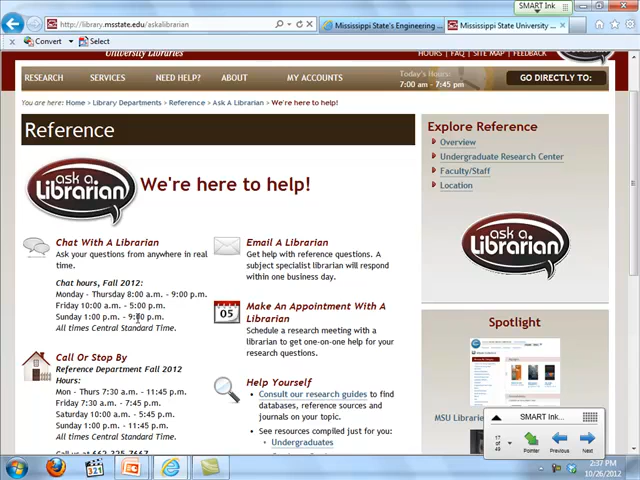 SMART Ink
http://library.msstate.edu/askalibrarian
Mississippi State's Engineering ...
Mississippi State University ...
Convert
Select
University Libraries
HOURS | FAQ | SITE MAP | FEEDBACK
RESEARCH
SERVICES
NEED HELP?
ABOUT
MY ACCOUNTS
Today's Hours:
7:00 am - 7:45 pm
GO DIRECTLY TO:
You are here: Home > Library Departments > Reference > Ask A Librarian > We're here to help!
Reference
ask a
Librarian
We're here to help!
Chat With A Librarian
Ask your questions from anywhere in real
time.
Chat hours, Fall 2012:
Monday - Thursday 8:00 a.m. - 9:00 p.m.
Friday 10:00 a.m. - 5:00 p.m.
Sunday 1:00 p.m. - 9:00 p.m.
All times Central Standard Time.
Call Or Stop By
Reference Department Fall 2012
Hours:
Mon - Thurs 7:30 a.m. - 11:45 p.m.
Friday 7:30 a.m. - 7:45 p.m.
Saturday 10:00 a.m. - 5:45 p.m.
Sunday 1:00 p.m. - 11:45 p.m.
All times Central Standard Time.
Call us at 662-325-7667
Email A Librarian
Get help with reference questions. A
subject specialist librarian will respond
within one business day.
05
Make An Appointment With A
Librarian
Schedule a research meeting with a
librarian to get one-on-one help for your
research questions.
Help Yourself
• Consult our research guides to find
databases, reference sources and
journals on your topic.
• See resources compiled just for you:
Undergraduates
Explore Reference
Overview
Undergraduate Research Center
Faculty/Staff
Location
ask a
Librarian
Spotlight
MSU Libraries
SMART Ink...
17
of
49
Pointer
Previous
Next
321
2:37 PM
10/26/2012